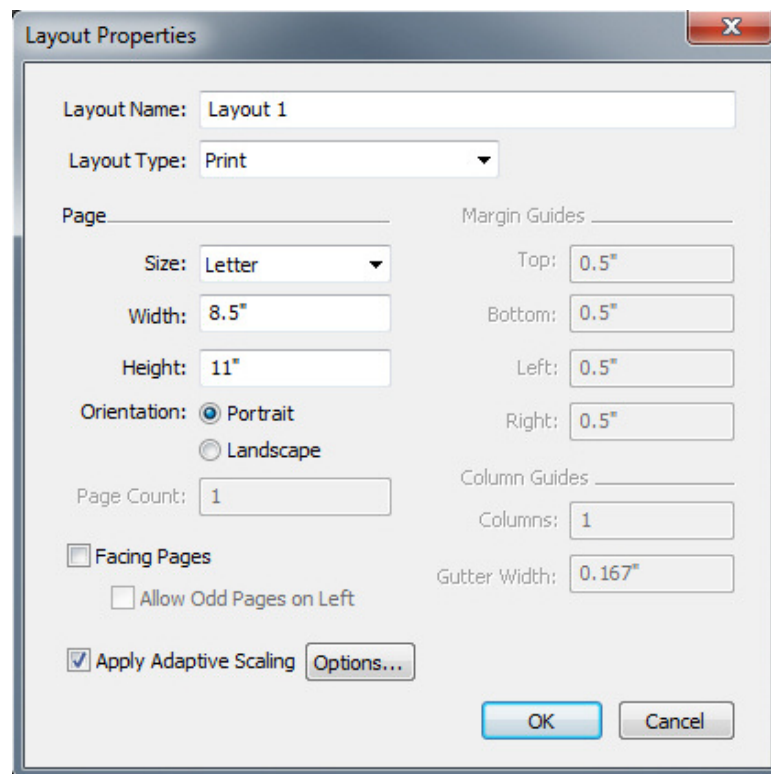 Layout Properties
Layout Name: Layout 1
Layout Type: Print
Page
Size: Letter
Width: 8.5"
Height: 11"
Orientation: Portrait
Landscape
Page Count: 1
Facing Pages
Allow Odd Pages on Left
Margin Guides
Top: 0.5"
Bottom: 0.5"
Left: 0.5"
Right: 0.5"
Column Guides
Columns: 1
Gutter Width: 0.167"
Apply Adaptive Scaling Options...
OK Cancel